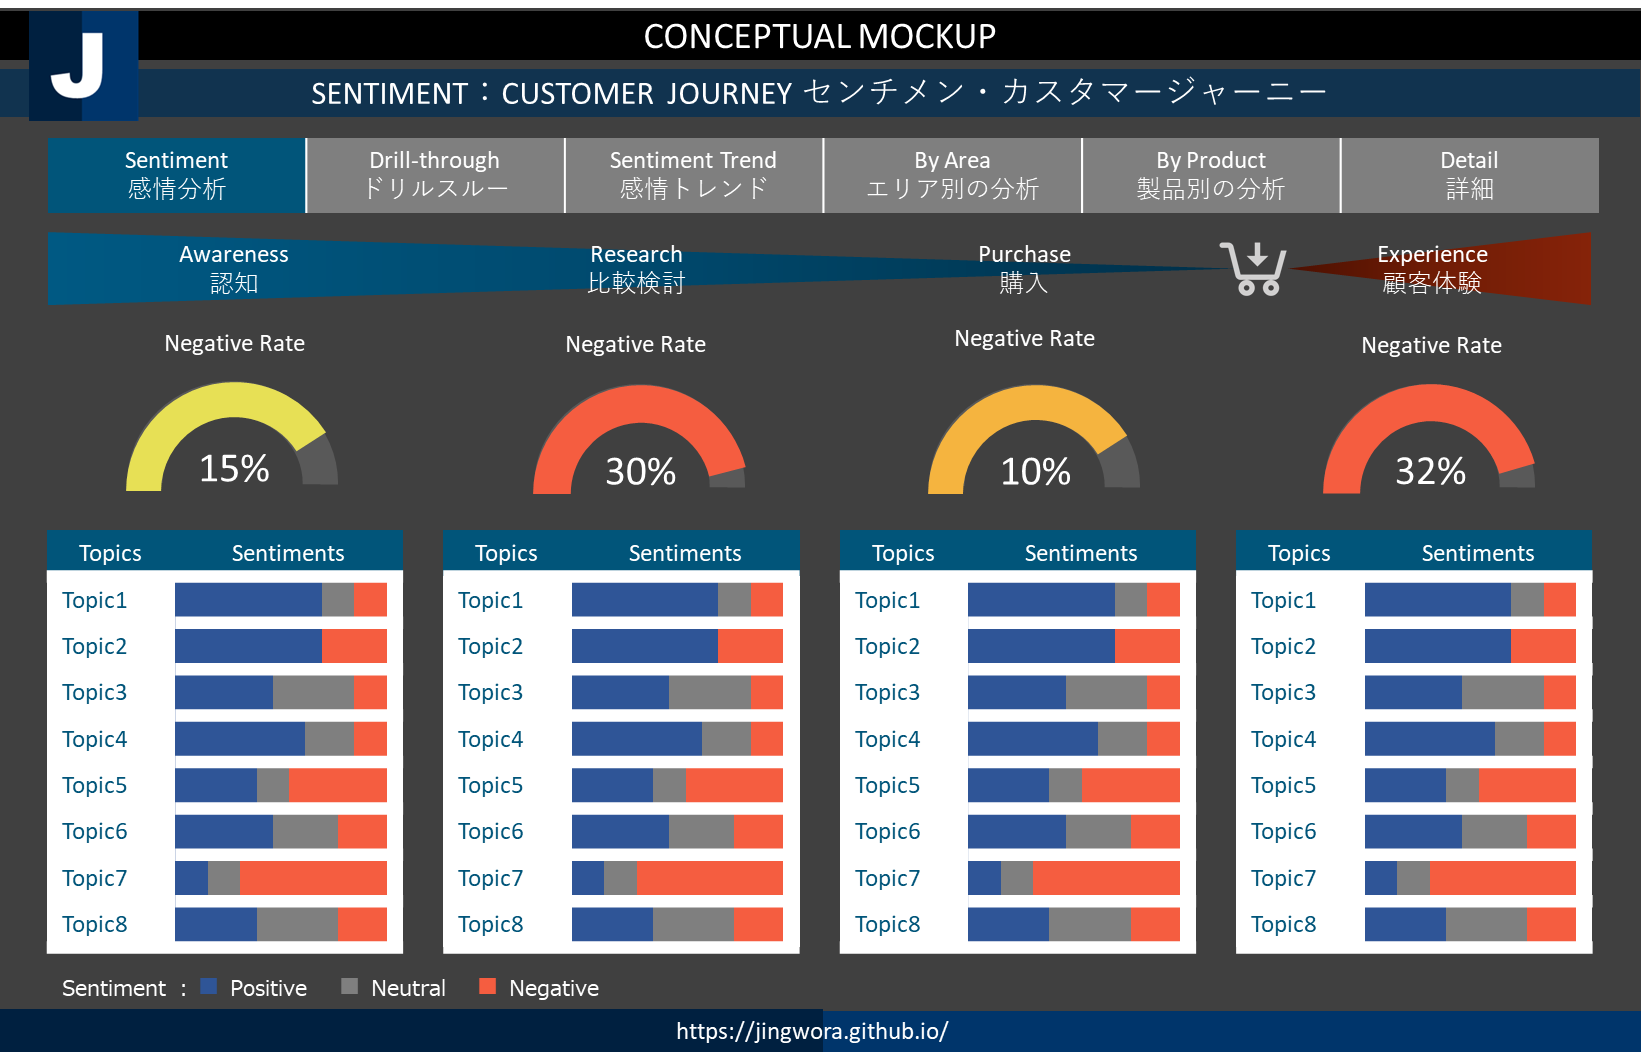 CONCEPTUAL MOCKUP
J
SENTIMENT：CUSTOMER JOURNEY センチメン・カスタマージャーニー
Sentiment
感情分析
Drill-through
ドリルスルー
Sentiment Trend
感情トレンド
By Area
エリア別の分析
By Product
製品別の分析
Detail
詳細
Awareness
認知
Research
比較検討
Purchase
購入
Experience
顧客体験
Negative Rate
15%
Negative Rate
30%
Negative Rate
10%
Negative Rate
32%
Topics Sentiments
Topic1
Topic2
Topic3
Topic4
Topic5
Topic6
Topic7
Topic8
Topics Sentiments
Topic1
Topic2
Topic3
Topic4
Topic5
Topic6
Topic7
Topic8
Topics Sentiments
Topic1
Topic2
Topic3
Topic4
Topic5
Topic6
Topic7
Topic8
Topics Sentiments
Topic1
Topic2
Topic3
Topic4
Topic5
Topic6
Topic7
Topic8
Sentiment : Positive Neutral Negative
https://jingwora.github.io/